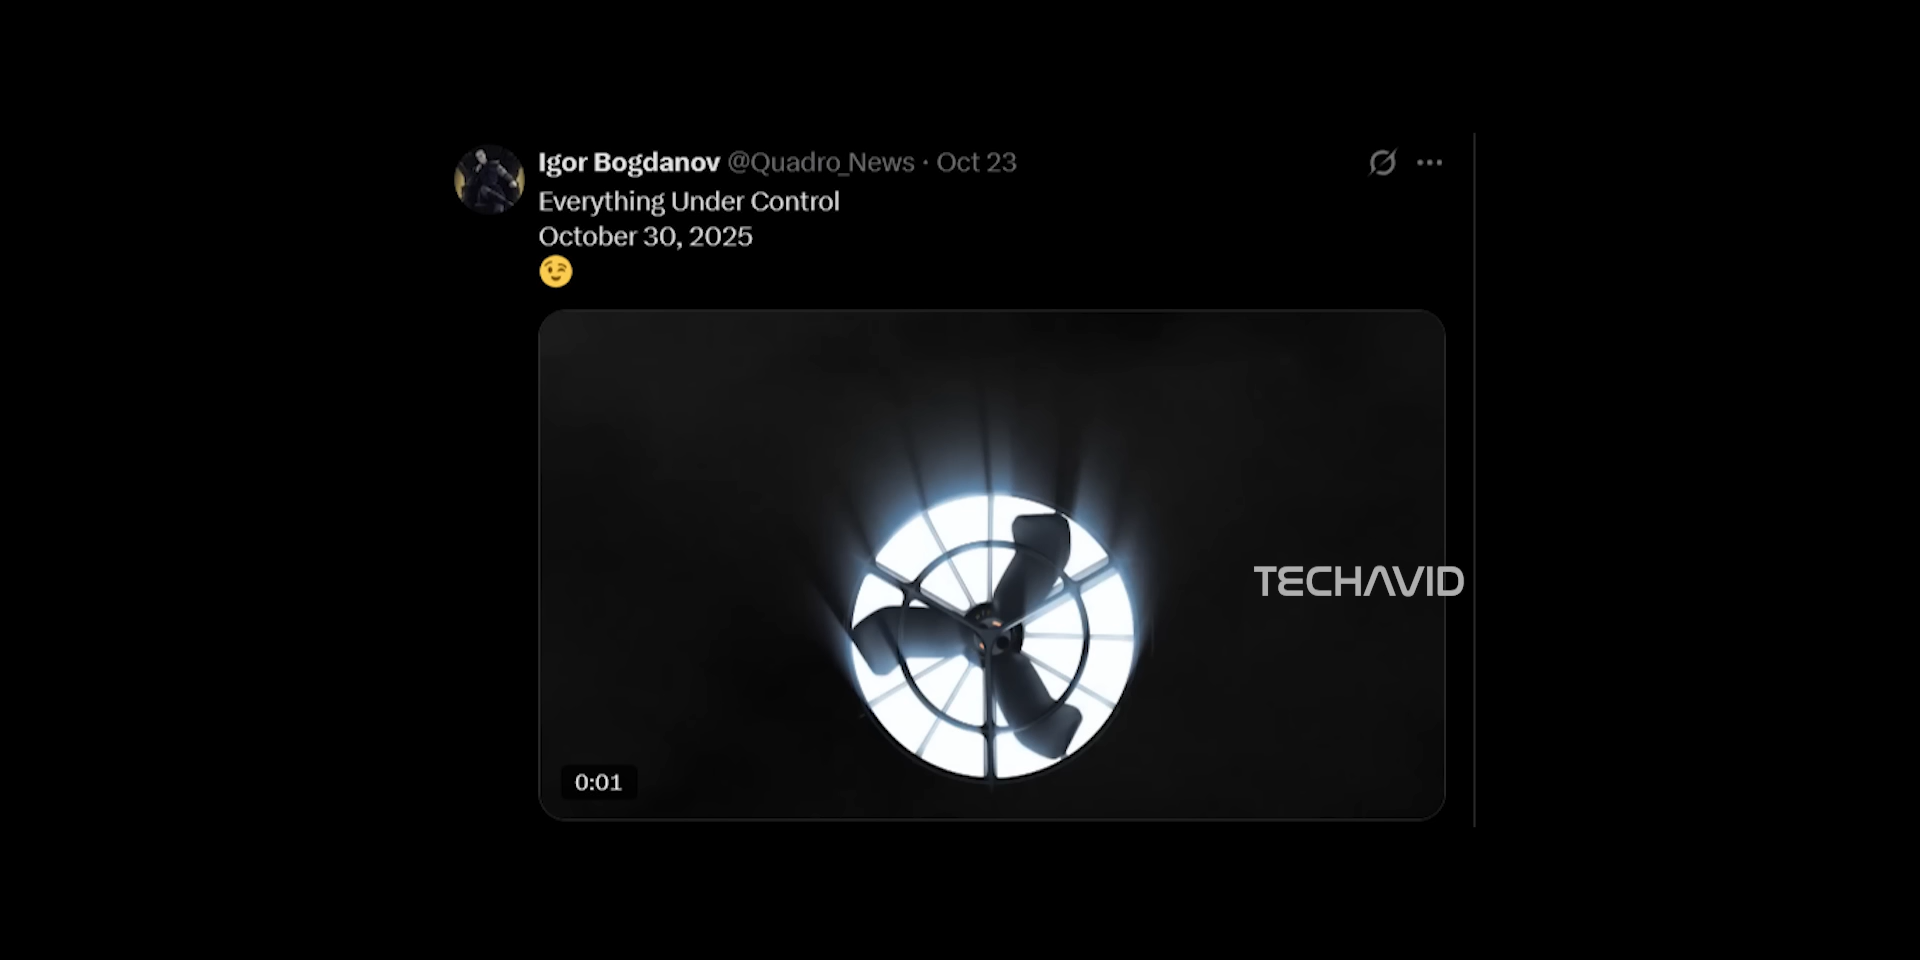 Igor Bogdanov @Quadro_News · Oct 23
Everything Under Control
October 30, 2025
😉
TECHAVID
0:01